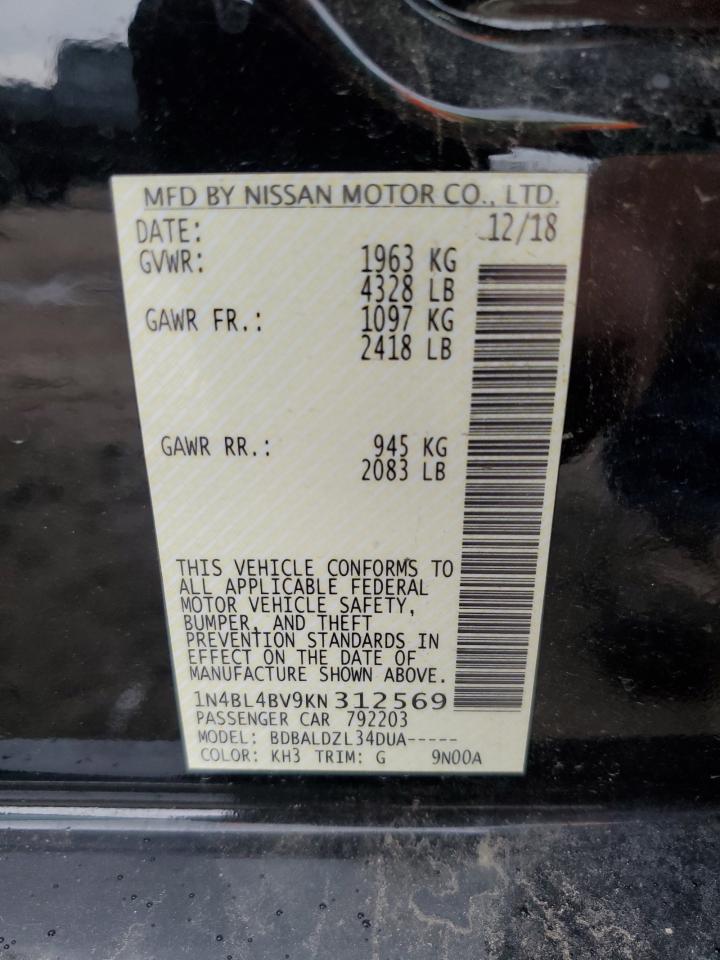 MFD BY NISSAN MOTOR CO., LTD.
DATE: 12/18
GVWR: 1963 KG
4328 LB
GAWR FR.: 1097 KG
2418 LB
GAWR RR.: 945 KG
2083 LB
THIS VEHICLE CONFORMS TO
ALL APPLICABLE FEDERAL
MOTOR VEHICLE SAFETY,
BUMPER, AND THEFT
PREVENTION STANDARDS IN
EFFECT ON THE DATE OF
MANUFACTURE SHOWN ABOVE.
1N4BL4BV9KN312569
PASSENGER CAR 792203
MODEL: BDBALDZL34DUA-----
COLOR: KH3 TRIM: G 9N00A